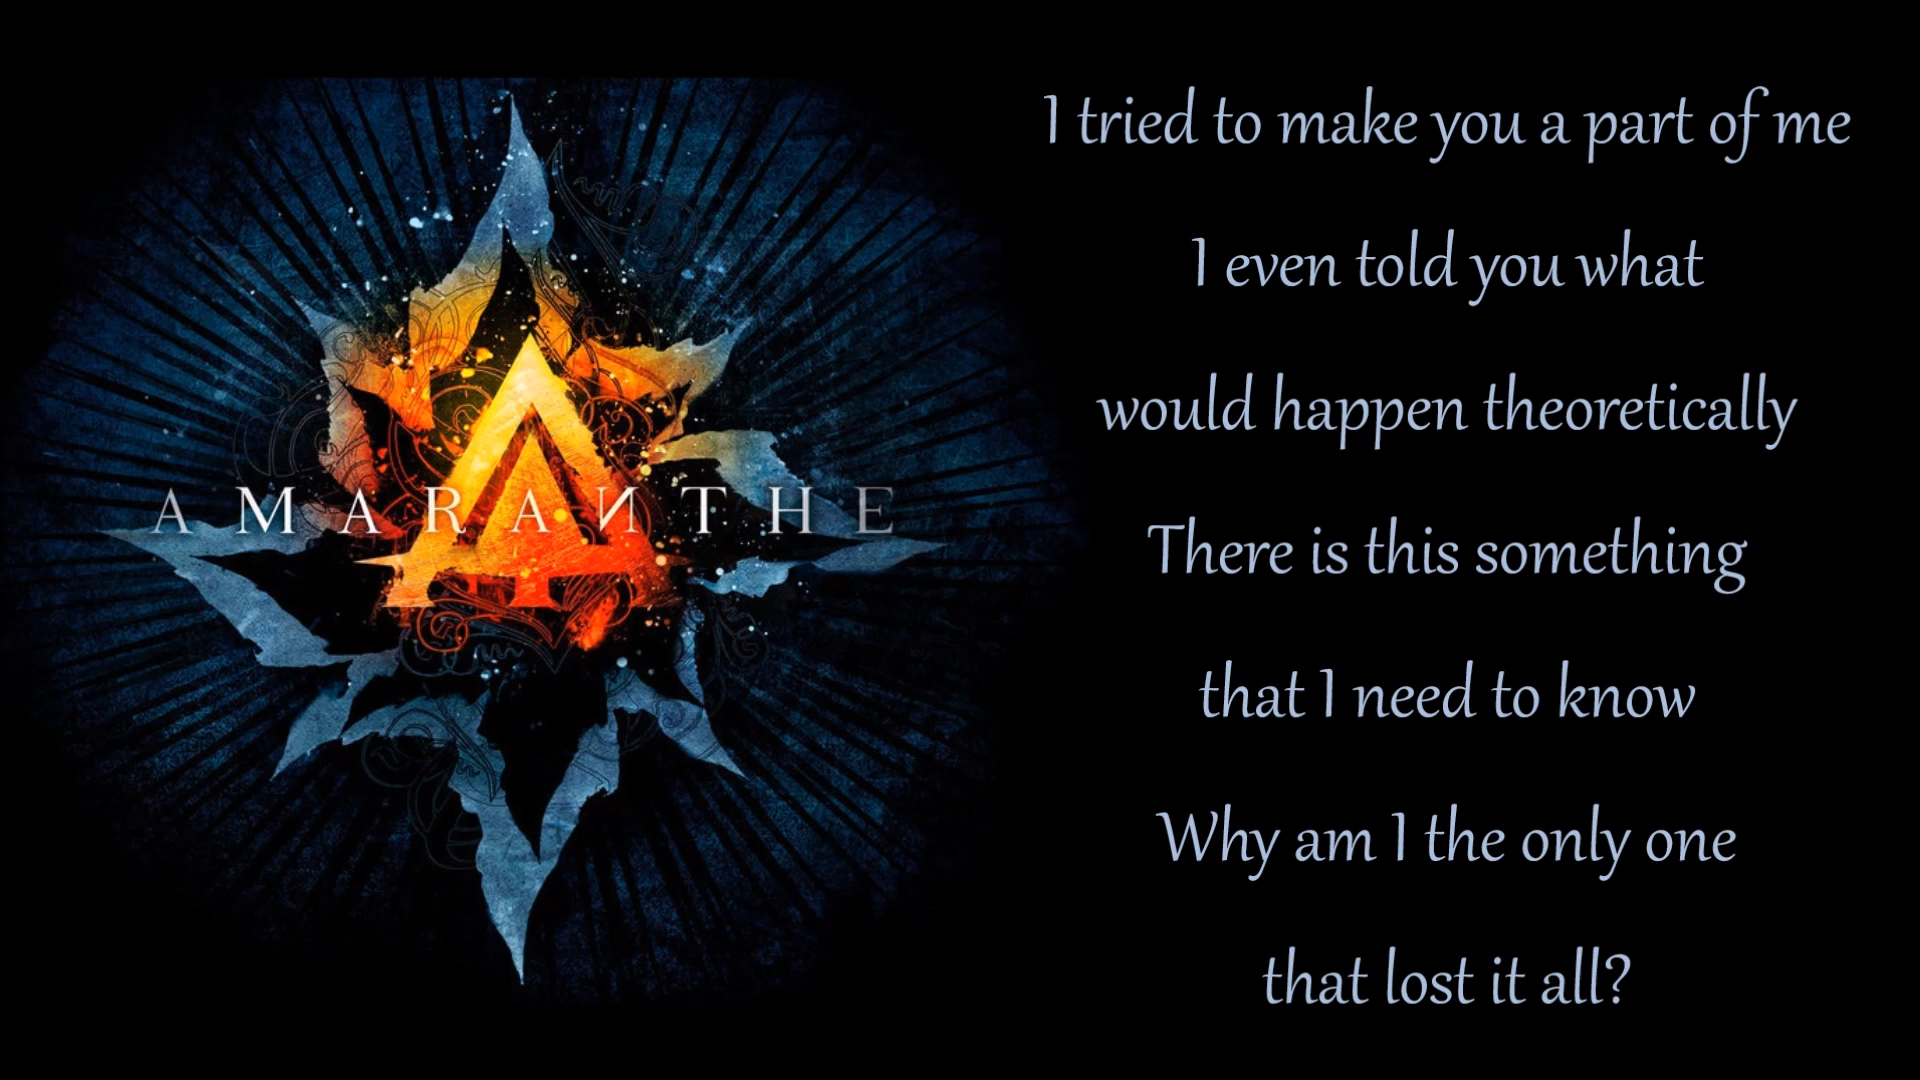 AMARANTHE
I tried to make you a part of me
I even told you what
would happen theoretically
There is this something
that I need to know
Why am I the only one
that lost it all?